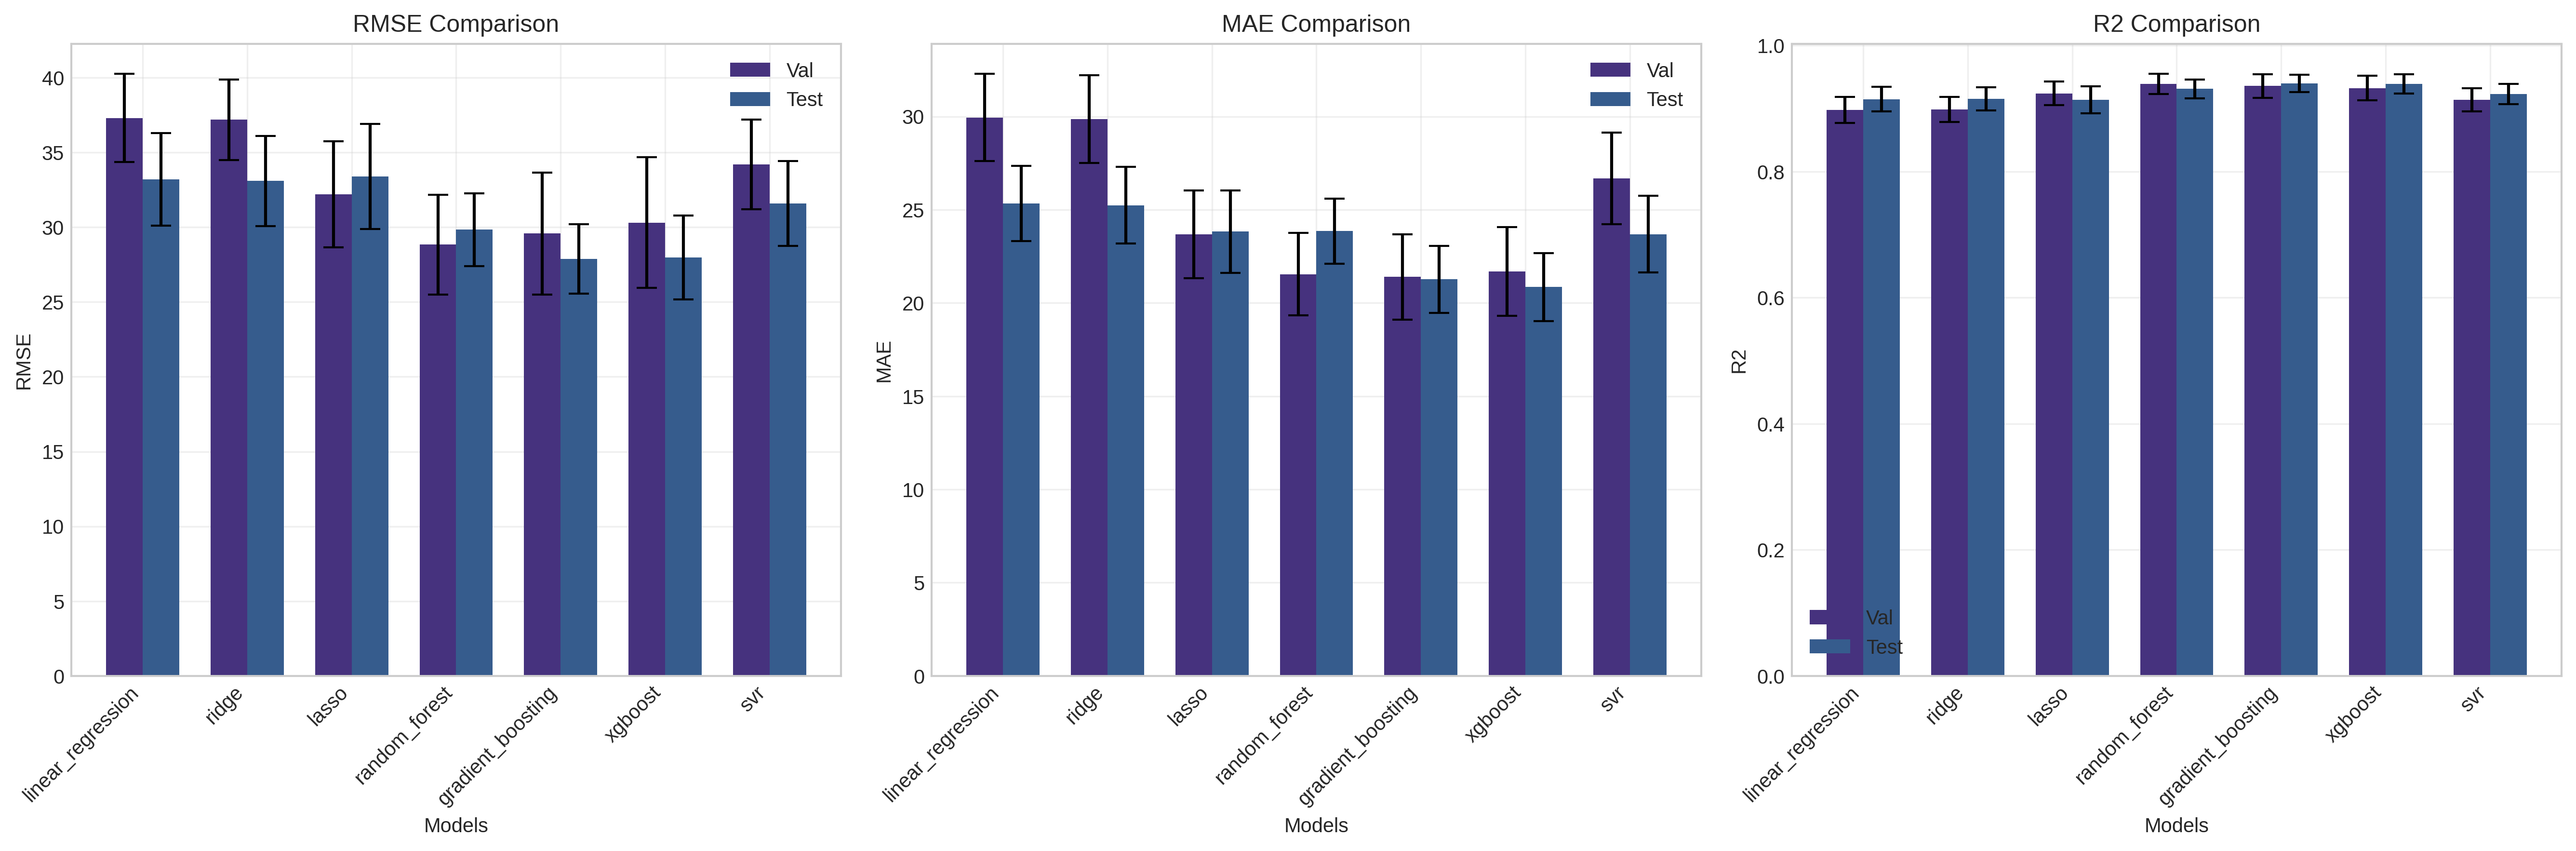 RMSE Comparison
RMSE
40
35
30
25
20
15
10
5
0
Val
Test
linear_regression
ridge
lasso
random_forest
gradient_boosting
xgboost
svr
Models
MAE Comparison
MAE
30
25
20
15
10
5
0
Val
Test
linear_regression
ridge
lasso
random_forest
gradient_boosting
xgboost
svr
Models
R2 Comparison
R2
1.0
0.8
0.6
0.4
0.2
0.0
Val
Test
linear_regression
ridge
lasso
random_forest
gradient_boosting
xgboost
svr
Models